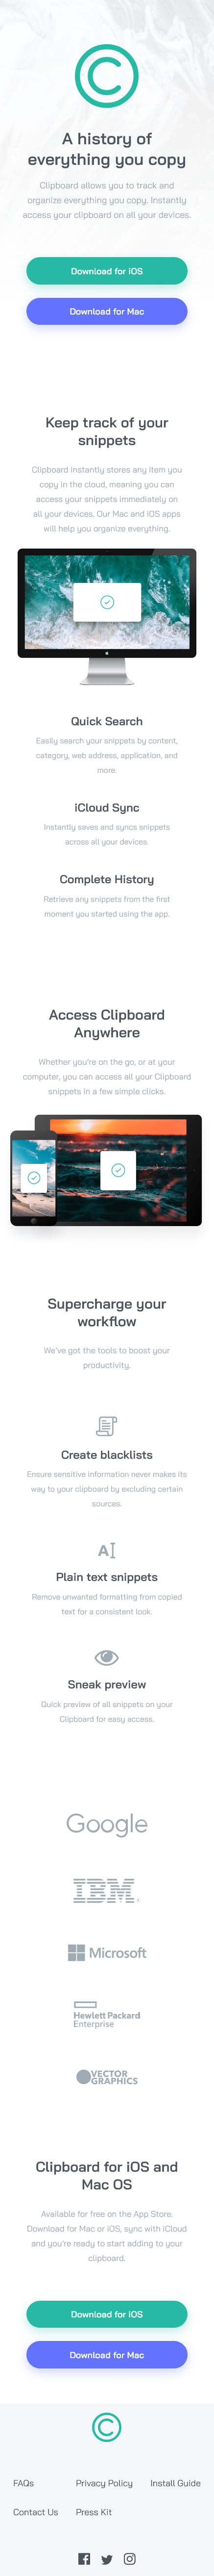 A history of
everything you copy
Clipboard allows you to track and
organize everything you copy. Instantly
access your clipboard on all your devices.
Download for iOS
Download for Mac
Keep track of your
snippets
Clipboard instantly stores any item you
copy in the cloud, meaning you can
access your snippets immediately on
all your devices. Our Mac and iOS apps
will help you organize everything.
Quick Search
Easily search your snippets by content,
category, web address, application, and
more.
iCloud Sync
Instantly saves and syncs snippets
across all your devices.
Complete History
Retrieve any snippets from the first
moment you started using the app.
Access Clipboard
Anywhere
Whether you're on the go, or at your
computer, you can access all your Clipboard
snippets in a few simple clicks.
Supercharge your
workflow
We've got the tools to boost your
productivity.
Create blacklists
Ensure sensitive information never makes its
way to your clipboard by excluding certain
sources.
Plain text snippets
Remove unwanted formatting from copied
text for a consistent look.
Sneak preview
Quick preview of all snippets on your
Clipboard for easy access.
Google
IBM
Microsoft
Hewlett Packard
Enterprise
VECTOR
GRAPHICS
Clipboard for iOS and
Mac OS
Available for free on the App Store.
Download for Mac or iOS, sync with iCloud
and you're ready to start adding to your
clipboard.
Download for iOS
Download for Mac
FAQs Privacy Policy Install Guide
Contact Us Press Kit